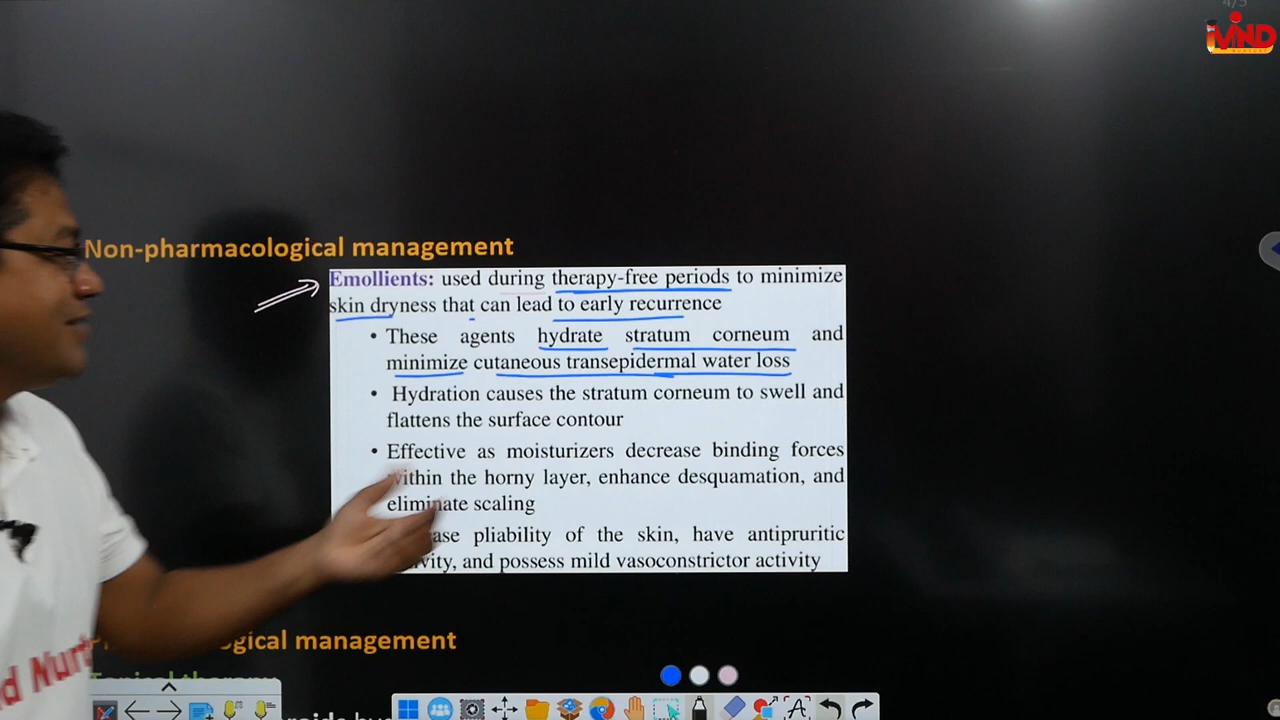 4/5
iMIND
Non-pharmacological management
Emollients: used during therapy-free periods to minimize
skin dryness that can lead to early recurrence
• These agents hydrate stratum corneum and
minimize cutaneous transepidermal water loss
• Hydration causes the stratum corneum to swell and
flattens the surface contour
• Effective as moisturizers decrease binding forces
within the horny layer, enhance desquamation, and
eliminate scaling
pliability of the skin, have antipruritic
and possess mild vasoconstrictor activity
management